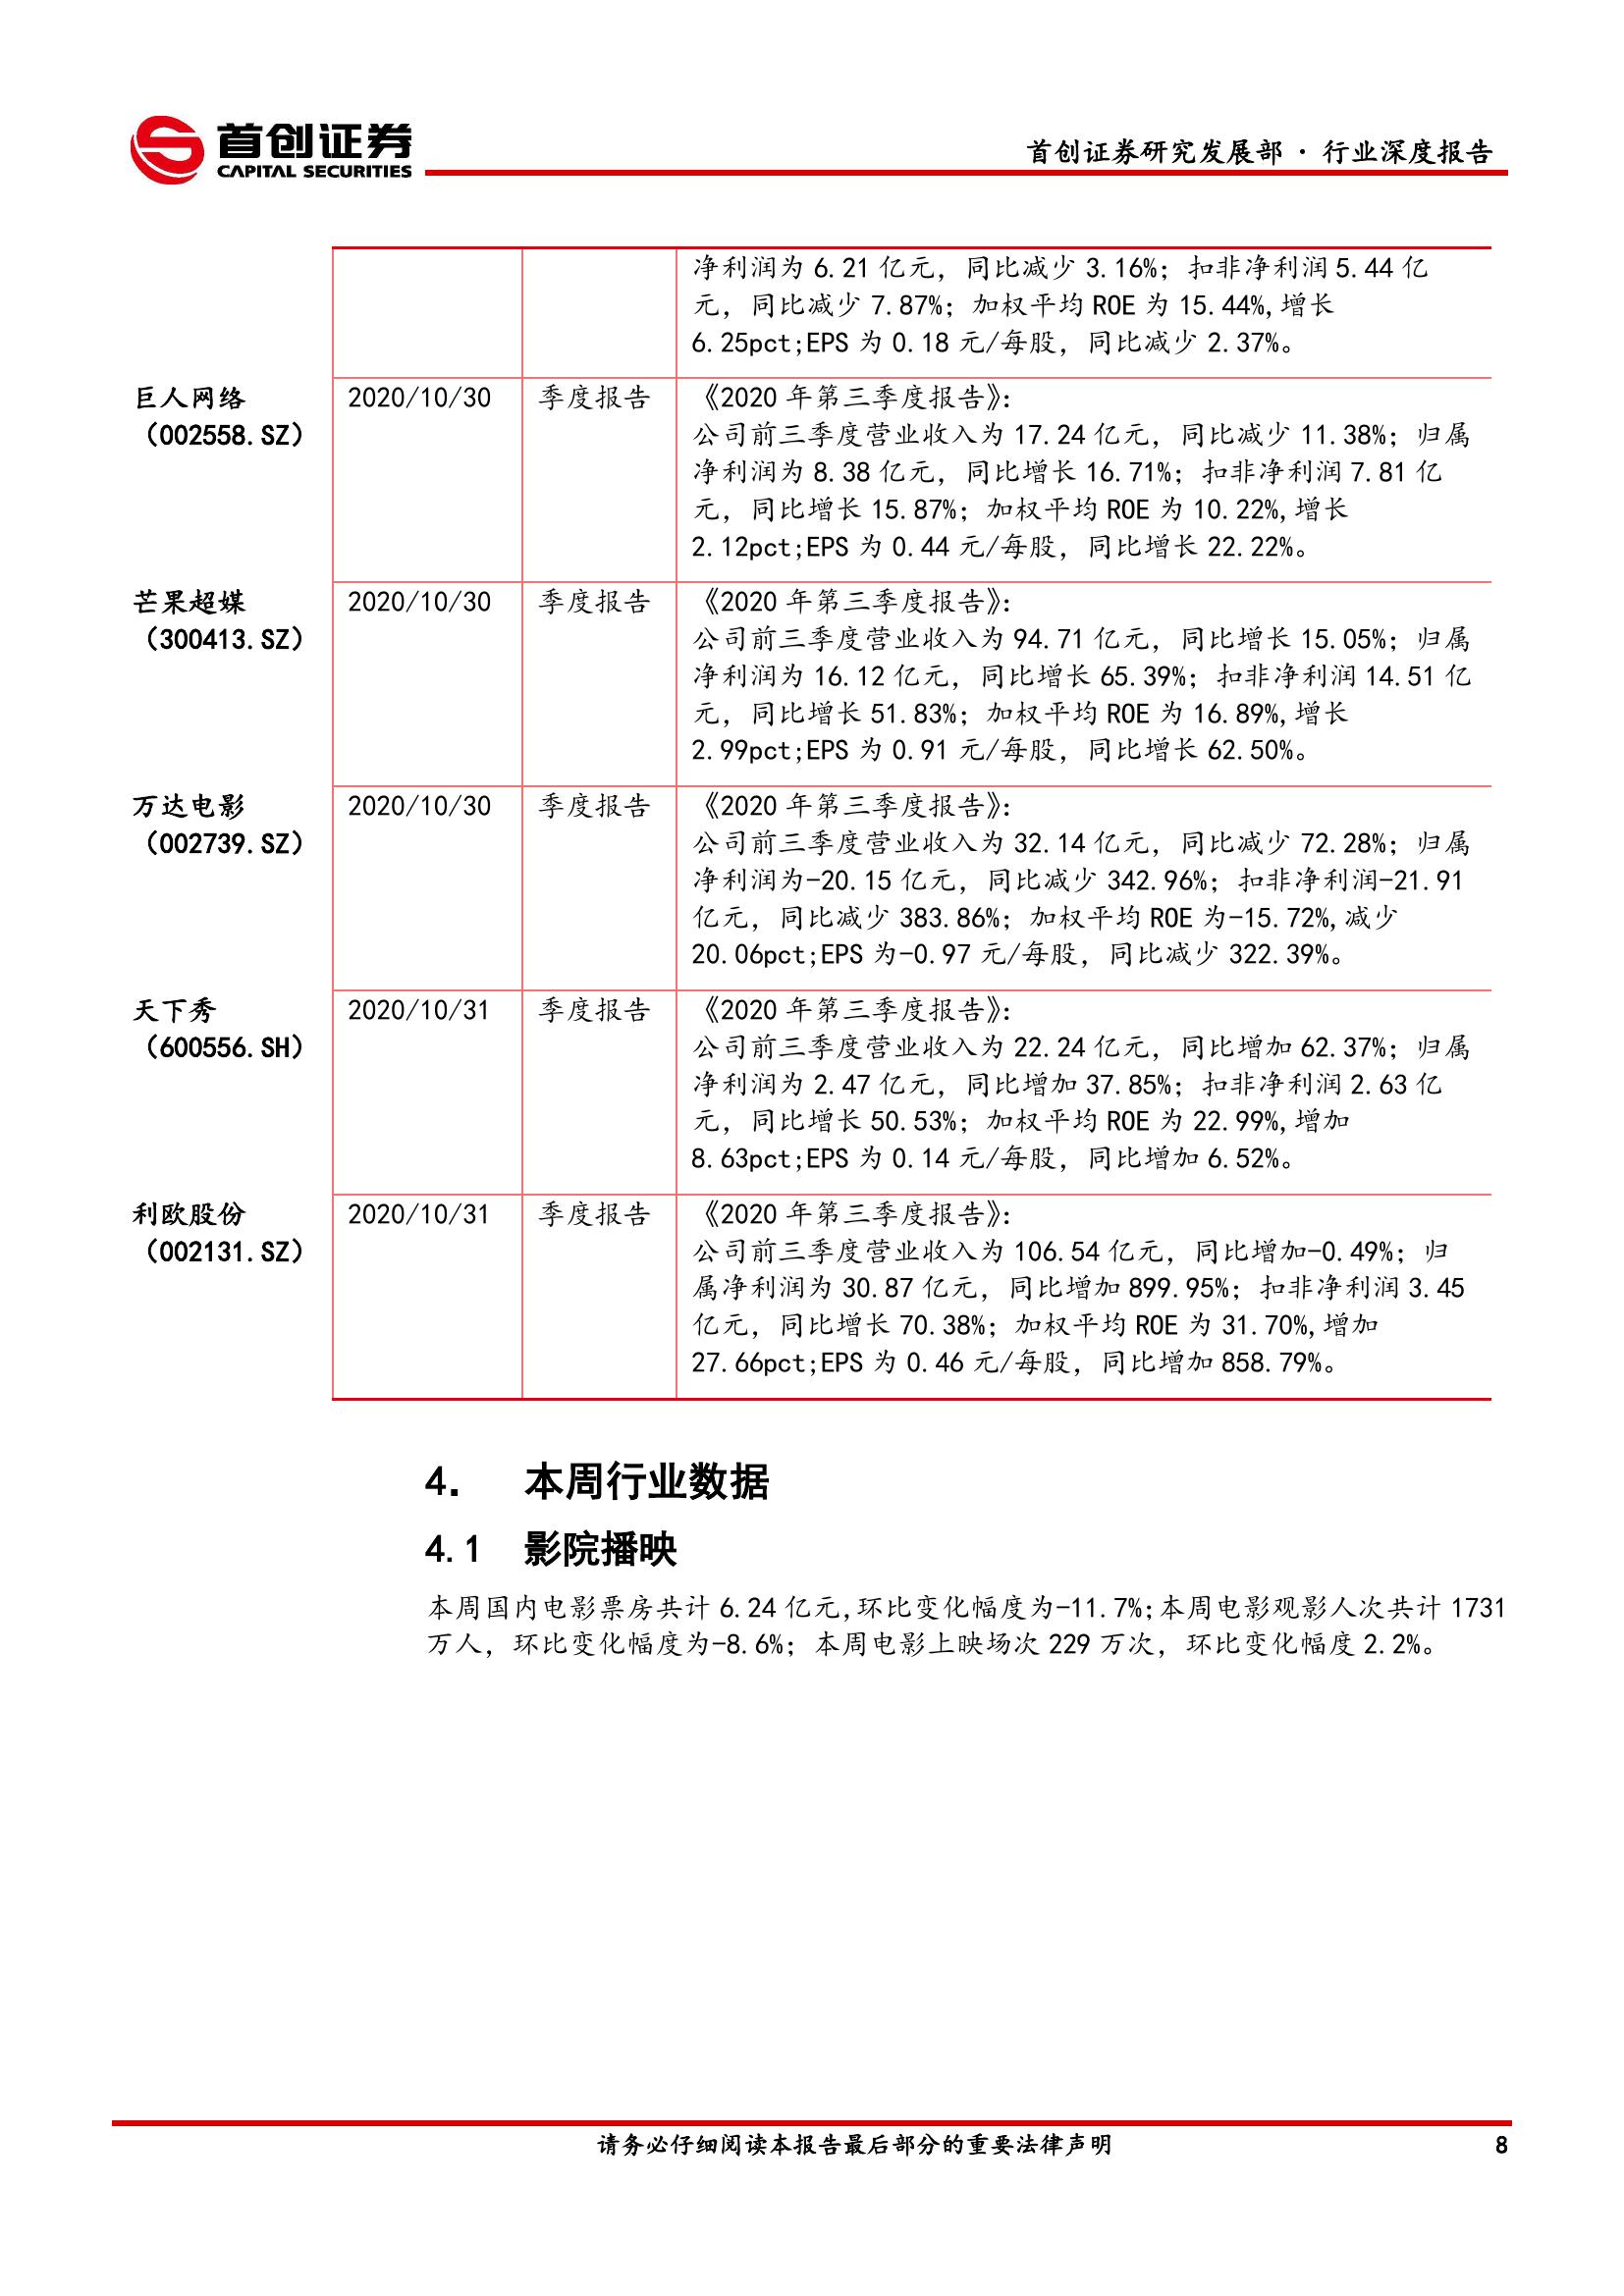 首创证券
CAPITAL SECURITIES
首创证券研究发展部 · 行业深度报告
净利润为 6.21 亿元，同比减少 3.16%；扣非净利润 5.44 亿
元，同比减少 7.87%；加权平均 ROE 为 15.44%,增长
6.25pct;EPS 为 0.18 元/每股，同比减少 2.37%。
巨人网络
（002558.SZ）
2020/10/30
季度报告
《2020 年第三季度报告》：
公司前三季度营业收入为 17.24 亿元，同比减少 11.38%；归属
净利润为 8.38 亿元，同比增长 16.71%；扣非净利润 7.81 亿
元，同比增长 15.87%；加权平均 ROE 为 10.22%,增长
2.12pct;EPS 为 0.44 元/每股，同比增长 22.22%。
芒果超媒
（300413.SZ）
2020/10/30
季度报告
《2020 年第三季度报告》：
公司前三季度营业收入为 94.71 亿元，同比增长 15.05%；归属
净利润为 16.12 亿元，同比增长 65.39%；扣非净利润 14.51 亿
元，同比增长 51.83%；加权平均 ROE 为 16.89%,增长
2.99pct;EPS 为 0.91 元/每股，同比增长 62.50%。
万达电影
（002739.SZ）
2020/10/30
季度报告
《2020 年第三季度报告》：
公司前三季度营业收入为 32.14 亿元，同比减少 72.28%；归属
净利润为-20.15 亿元，同比减少 342.96%；扣非净利润-21.91
亿元，同比减少 383.86%；加权平均 ROE 为-15.72%,减少
20.06pct;EPS 为-0.97 元/每股，同比减少 322.39%。
天下秀
（600556.SH）
2020/10/31
季度报告
《2020 年第三季度报告》：
公司前三季度营业收入为 22.24 亿元，同比增加 62.37%；归属
净利润为 2.47 亿元，同比增加 37.85%；扣非净利润 2.63 亿
元，同比增长 50.53%；加权平均 ROE 为 22.99%,增加
8.63pct;EPS 为 0.14 元/每股，同比增加 6.52%。
利欧股份
（002131.SZ）
2020/10/31
季度报告
《2020 年第三季度报告》：
公司前三季度营业收入为 106.54 亿元，同比增加-0.49%；归
属净利润为 30.87 亿元，同比增加 899.95%；扣非净利润 3.45
亿元，同比增长 70.38%；加权平均 ROE 为 31.70%,增加
27.66pct;EPS 为 0.46 元/每股，同比增加 858.79%。
4. 本周行业数据
4.1 影院播映
本周国内电影票房共计 6.24 亿元,环比变化幅度为-11.7%;本周电影观影人次共计 1731
万人，环比变化幅度为-8.6%；本周电影上映场次 229 万次，环比变化幅度 2.2%。
请务必仔细阅读本报告最后部分的重要法律声明
8